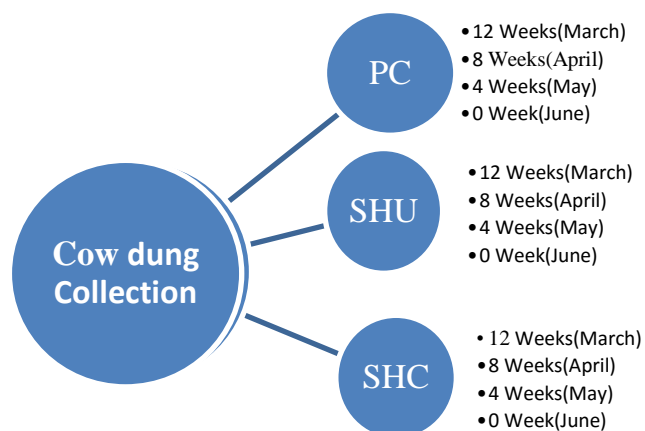 Cow dung
Collection
PC
•12 Weeks(March)
•8 Weeks(April)
•4 Weeks(May)
•0 Week(June)
SHU
•12 Weeks(March)
•8 Weeks(April)
•4 Weeks(May)
•0 Week(June)
SHC
• 12 Weeks(March)
•8 Weeks(April)
•4 Weeks(May)
•0 Week(June)